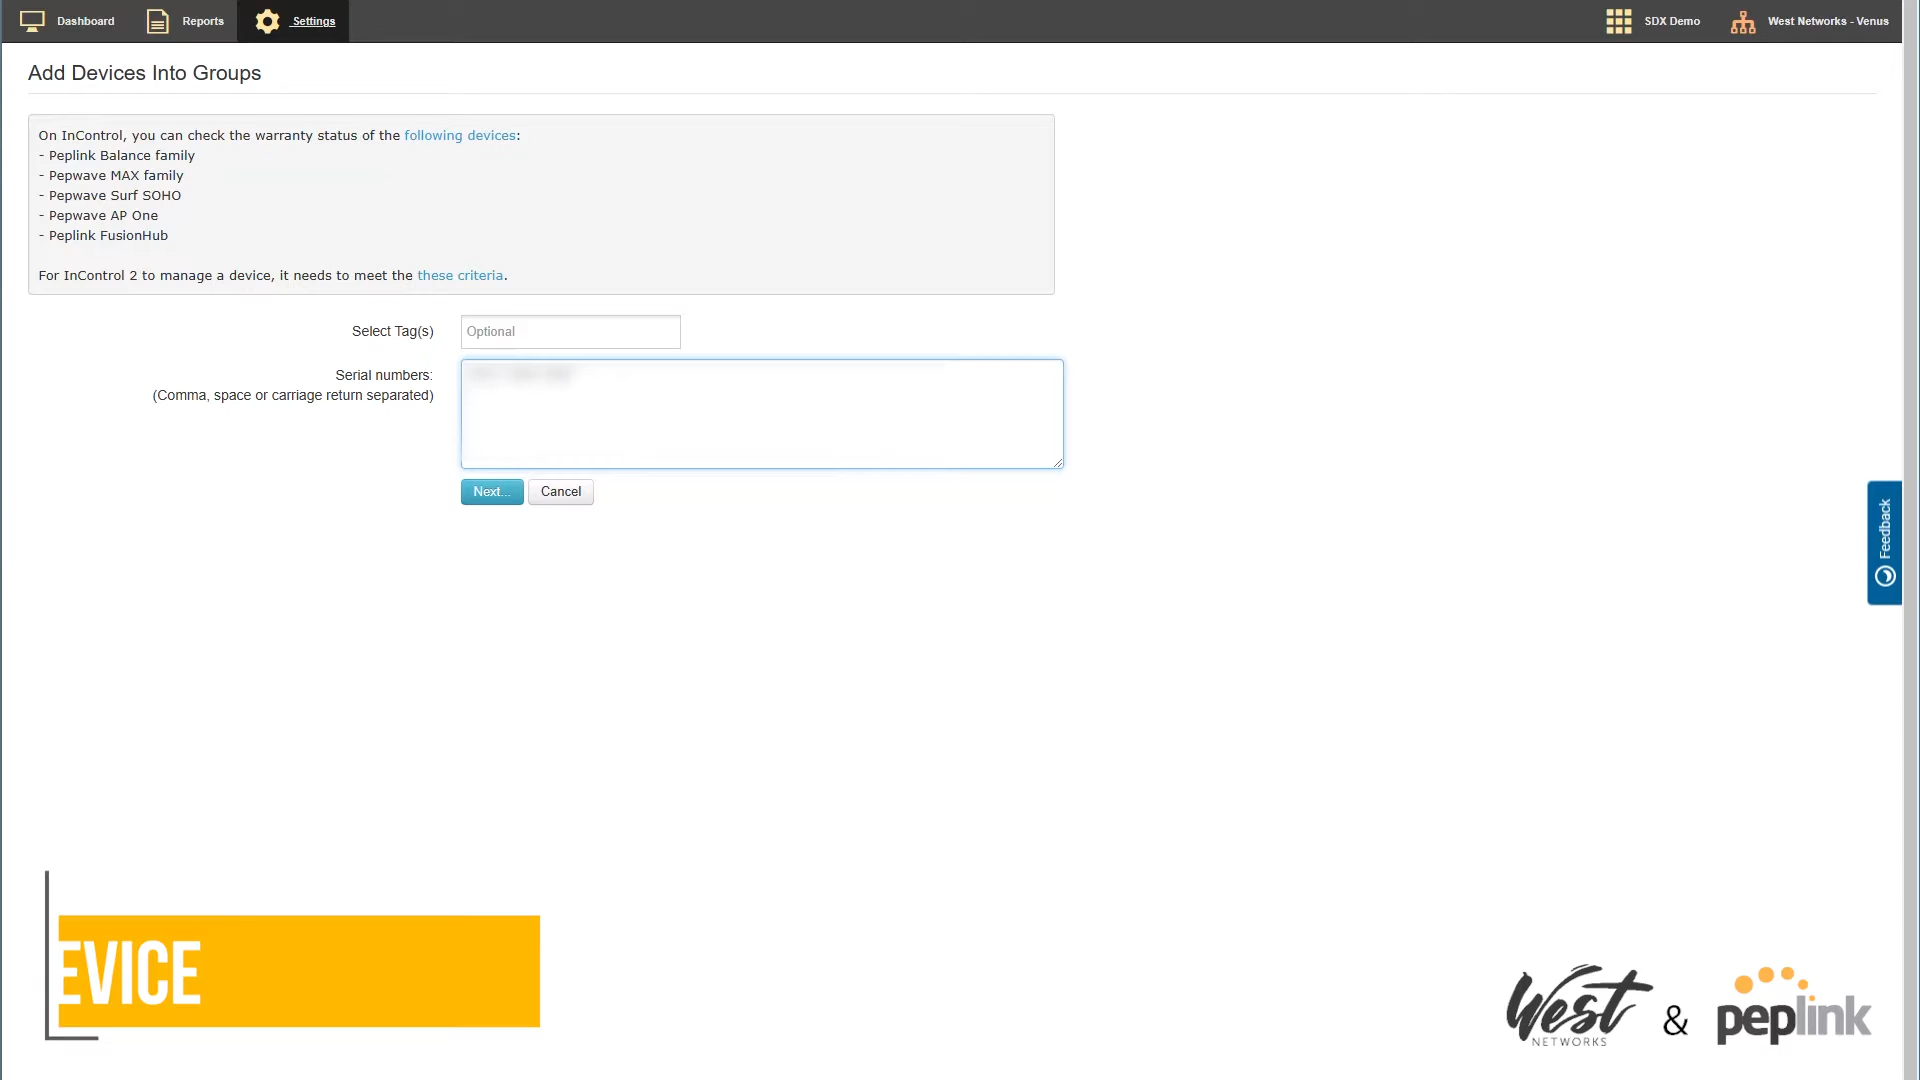 Dashboard
Reports
Settings
SDX Demo
West Networks - Venus
Add Devices Into Groups
On InControl, you can check the warranty status of the following devices:
- Peplink Balance family
- Pepwave MAX family
- Pepwave Surf SOHO
- Pepwave AP One
- Peplink FusionHub
For InControl 2 to manage a device, it needs to meet the these criteria.
Select Tag(s)
Optional
Serial numbers:
(Comma, space or carriage return separated)
Next...
Cancel
Feedback
EVICE
West
NETWORKS
&
peplink